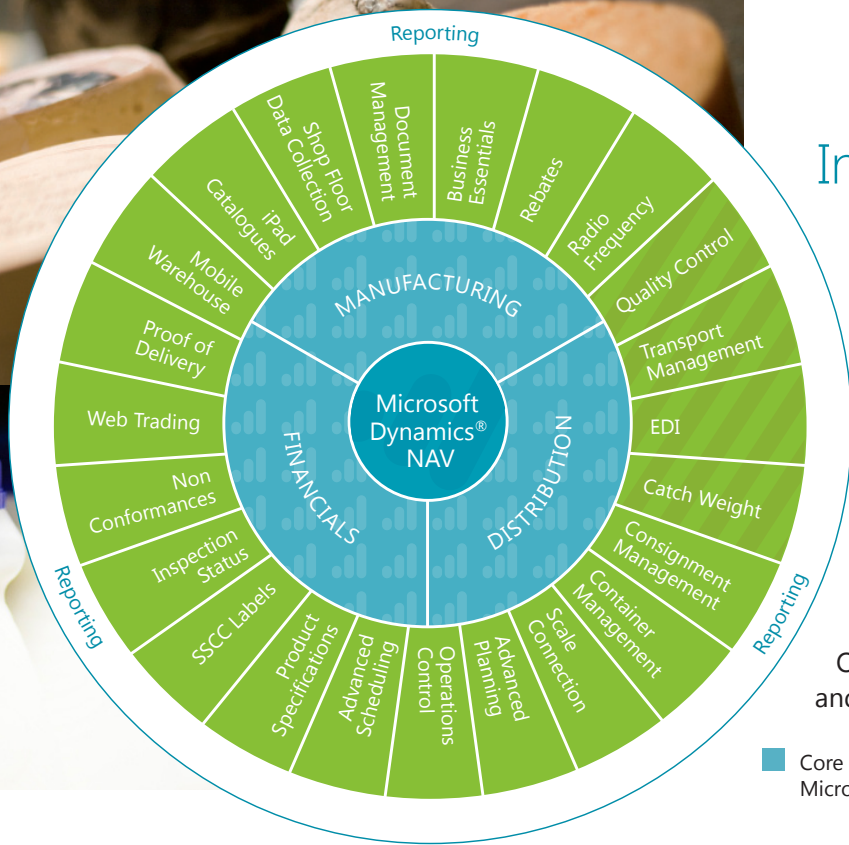 Reporting
Document
Management
Business
Essentials
Rebates
Radio
Frequency
Quality Control
Transport
Management
EDI
Catch Weight
Consignment
Management
Container
Management
Scale
Connection
Advanced
Planning
Operations
Control
Advanced
Scheduling
Product
Specifications
SSCC Labels
Inspection
Status
Non
Conformances
Web Trading
Proof of
Delivery
Mobile
Warehouse
iPad
Catalogues
Shop Floor
Data Collection
MANUFACTURING
DISTRIBUTION
FINANCIALS
Microsoft
Dynamics®
NAV
Reporting
Reporting
Core